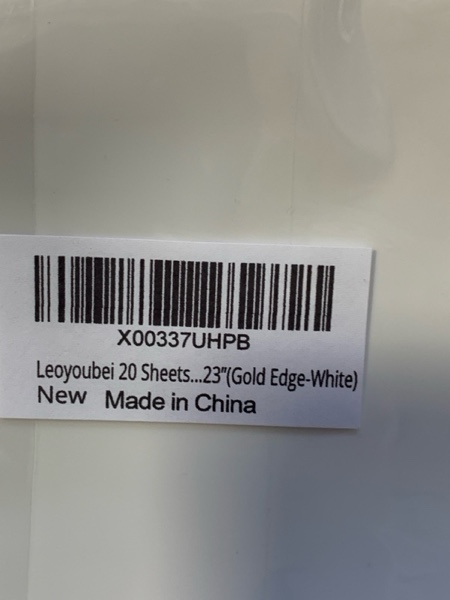 X00337UHPB
Leoyoubei 20 Sheets...23"(Gold Edge-White)
New Made in China